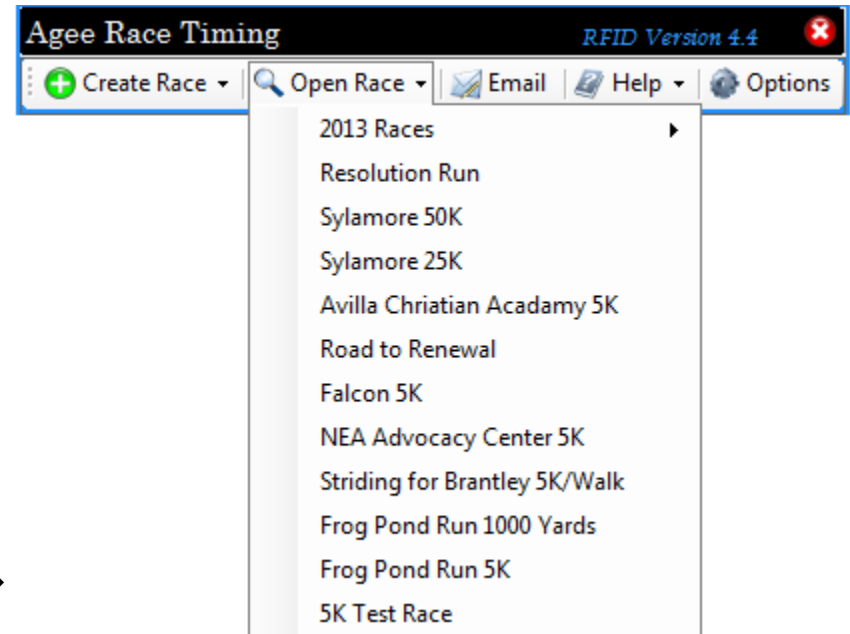 Agee Race Timing RFID Version 4.4
Create Race Open Race Email Help Options
2013 Races
Resolution Run
Sylamore 50K
Sylamore 25K
Avilla Chriatian Acadamy 5K
Road to Renewal
Falcon 5K
NEA Advocacy Center 5K
Striding for Brantley 5K/Walk
Frog Pond Run 1000 Yards
Frog Pond Run 5K
5K Test Race